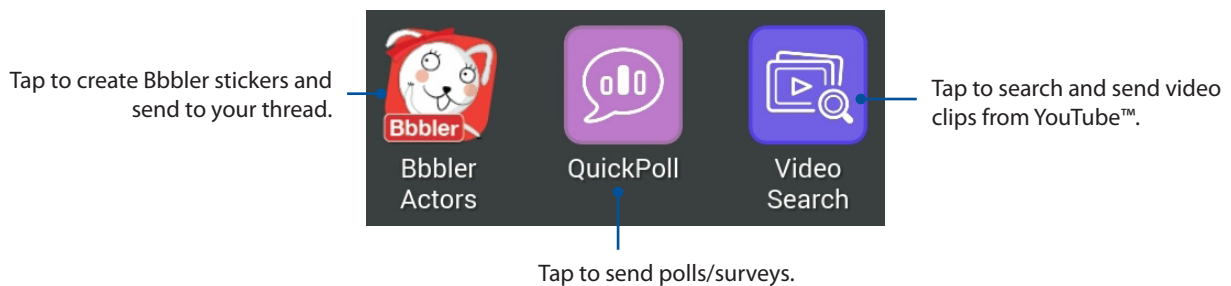 Tap to create Bbbler stickers and
send to your thread.
Bbbler
Bbbler
Actors
QuickPoll
Video
Search
Tap to search and send video
clips from YouTube™.
Tap to send polls/surveys.